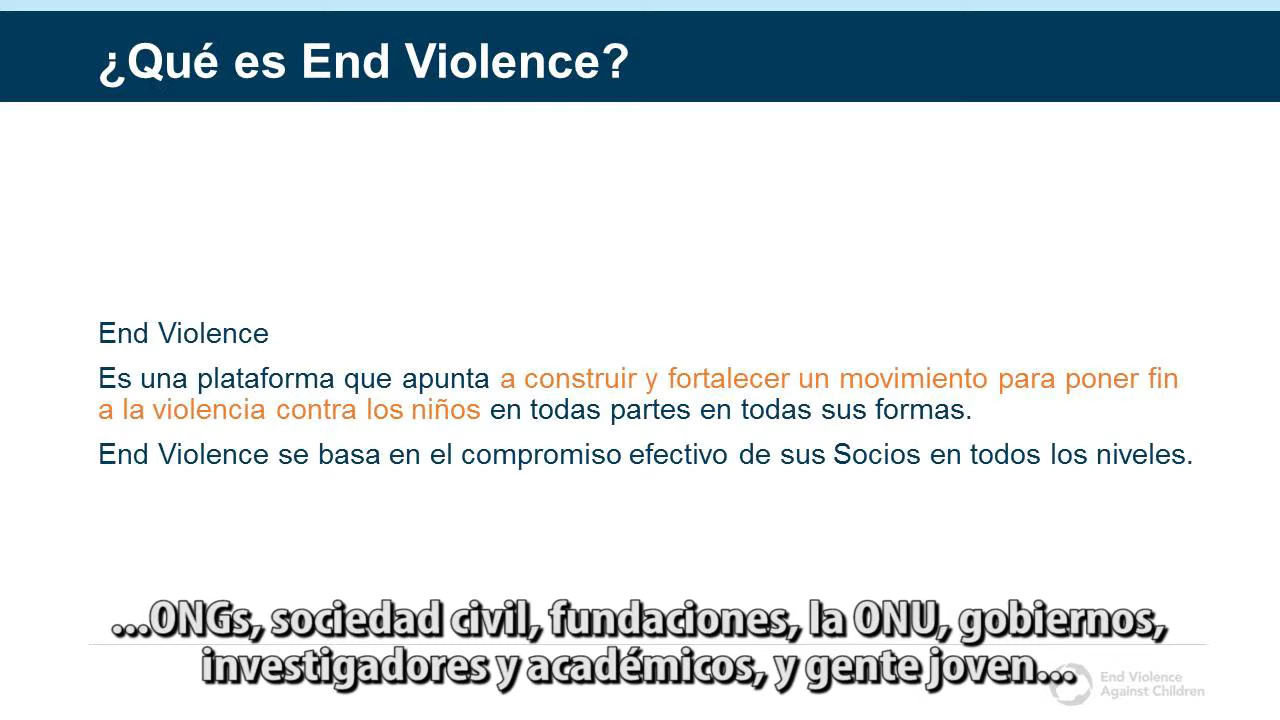 ¿Qué es End Violence?
End Violence
Es una plataforma que apunta a construir y fortalecer un movimiento para poner fin
a la violencia contra los niños en todas partes en todas sus formas.
End Violence se basa en el compromiso efectivo de sus Socios en todos los niveles.
...ONGs, sociedad civil, fundaciones, la ONU, gobiernos,
investigadores y académicos, y gente joven...
End Violence
Against Children